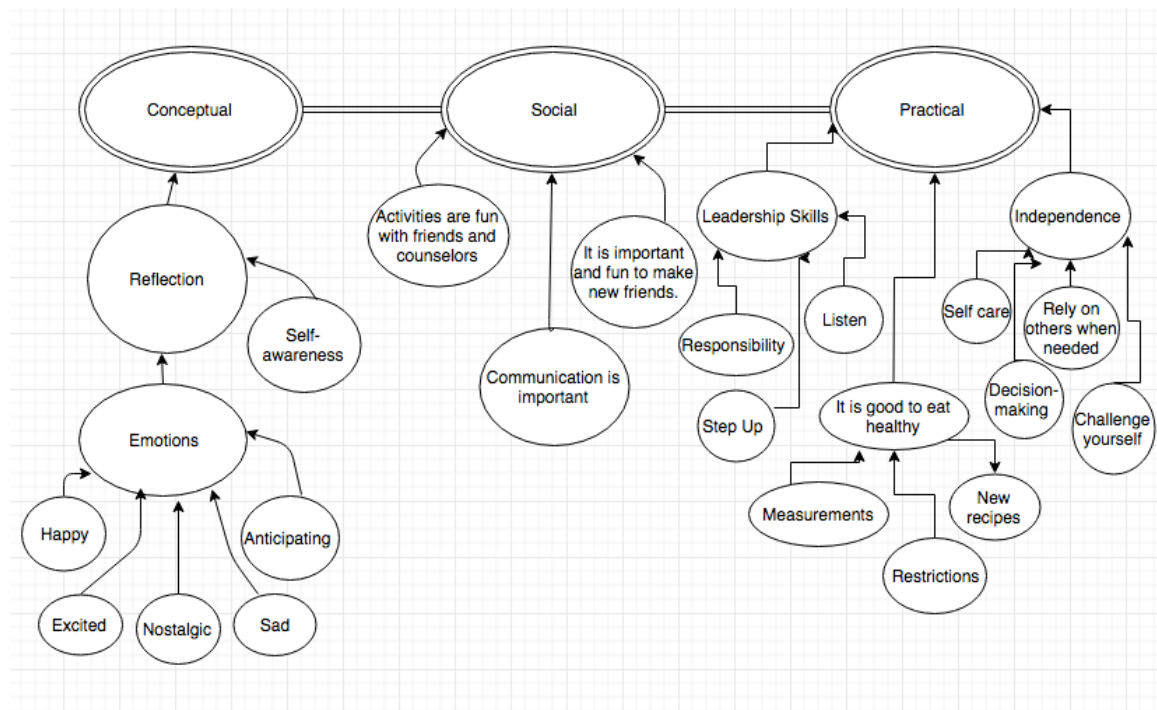 Conceptual
Social
Practical
Activities are fun
with friends and
counselors
Leadership Skills
Independence
Reflection
It is important
and fun to make
new friends.
Self-
awareness
Responsibility
Listen
Self care
Rely on
others when
needed
Communication is
important
Decision-
making
Challenge
yourself
Step Up
It is good to eat
healthy
Emotions
Happy
Anticipating
Measurements
New
recipes
Restrictions
Excited
Nostalgic
Sad